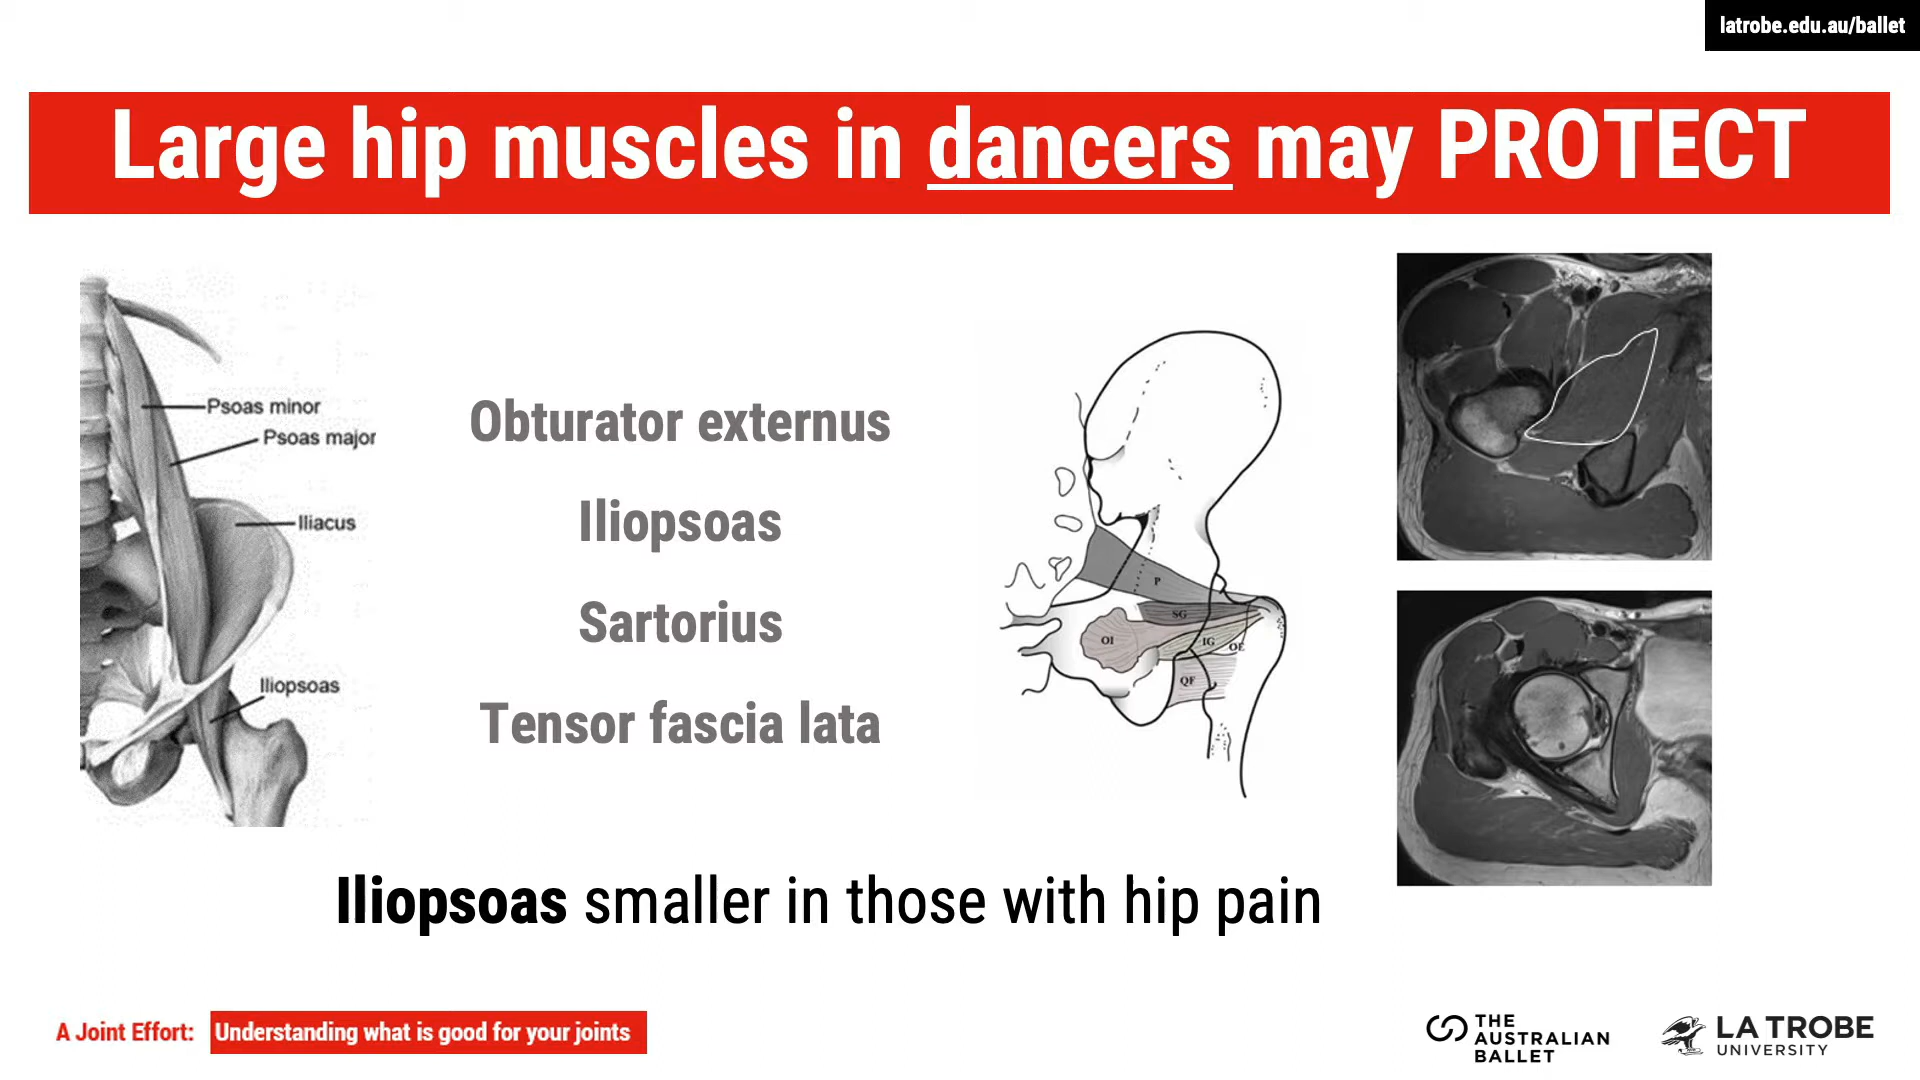 latrobe.edu.au/ballet
Large hip muscles in dancers may PROTECT
Psoas minor
Psoas major
Iliacus
Iliopsoas
Obturator externus
Iliopsoas
Sartorius
Tensor fascia lata
P
SG
OI
IG
OE
QF
Iliopsoas smaller in those with hip pain
A Joint Effort: Understanding what is good for your joints
THE
AUSTRALIAN
BALLET
LA TROBE
UNIVERSITY